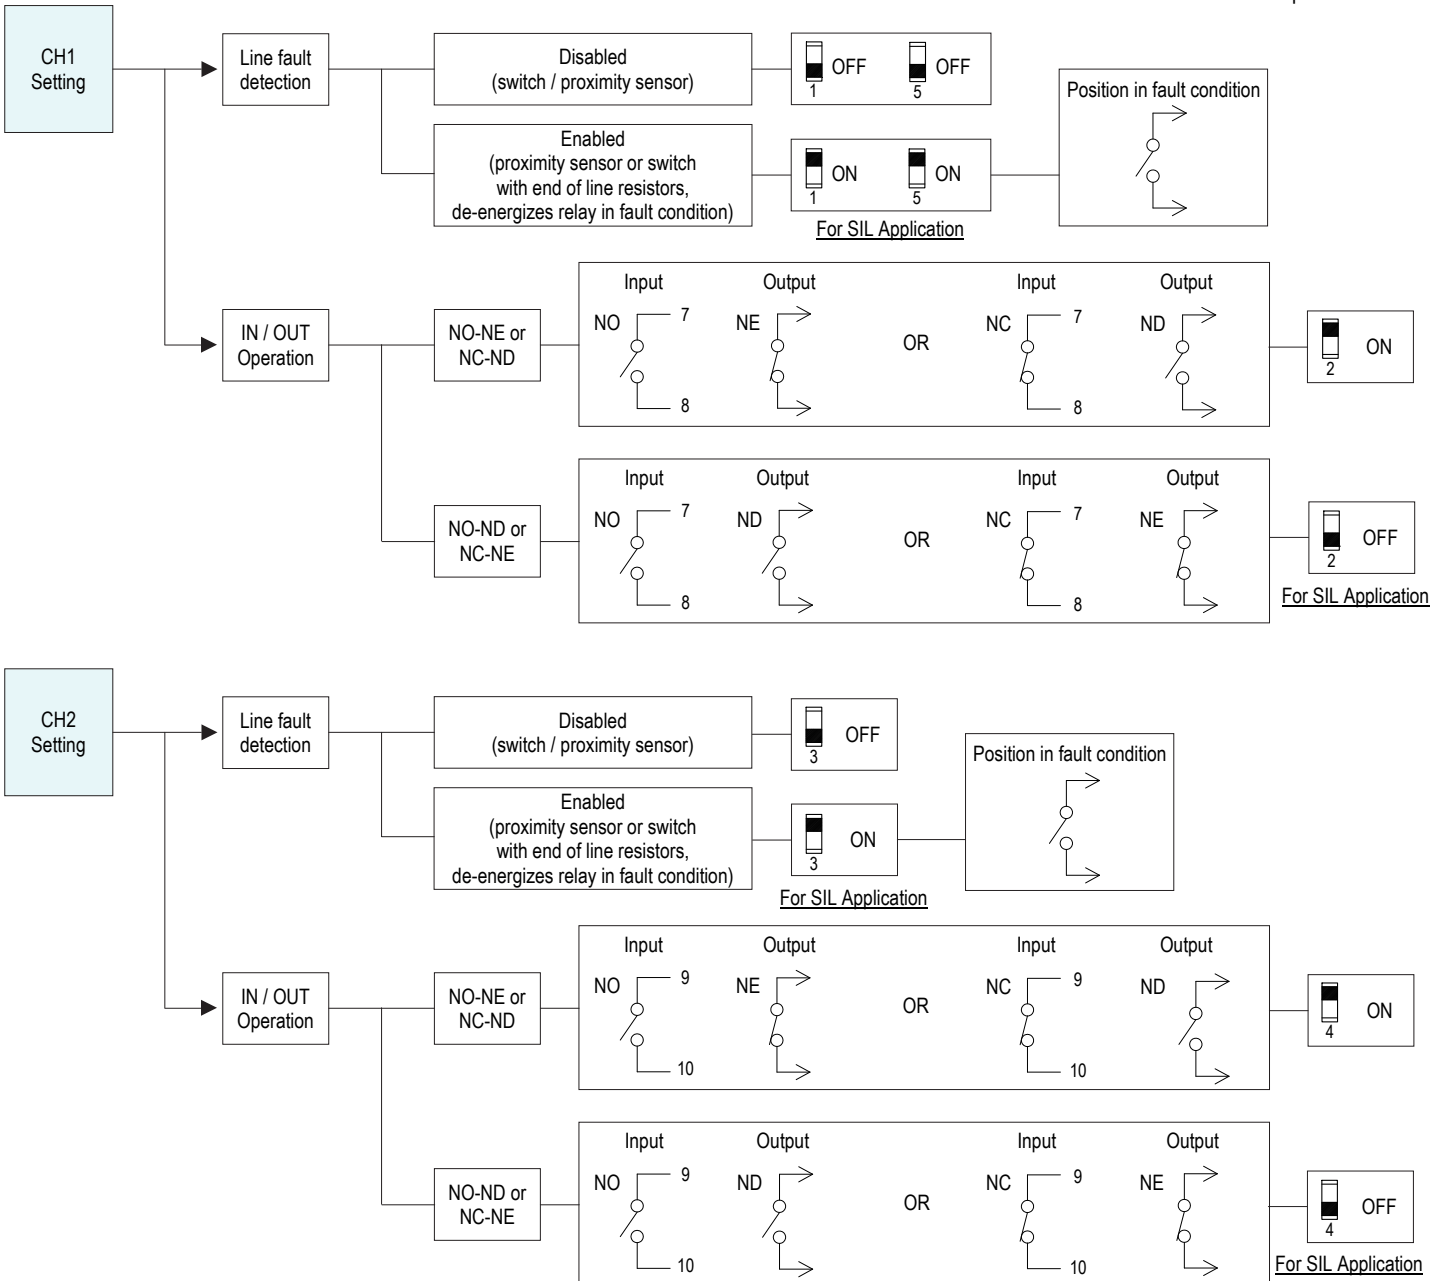 CH1
Setting
Line fault
detection
Disabled
(switch / proximity sensor)
OFF
OFF
1
5
Enabled
(proximity sensor or switch
with end of line resistors,
de-energizes relay in fault condition)
ON
ON
1
5
For SIL Application
Position in fault condition
IN / OUT
Operation
NO-NE or
NC-ND
Input
Output
Input
Output
NO
7
NE
OR
NC
7
ND
8
8
ON
2
NO-ND or
NC-NE
Input
Output
Input
Output
NO
7
ND
OR
NC
7
NE
8
8
OFF
2
For SIL Application
CH2
Setting
Line fault
detection
Disabled
(switch / proximity sensor)
OFF
3
Enabled
(proximity sensor or switch
with end of line resistors,
de-energizes relay in fault condition)
ON
3
For SIL Application
Position in fault condition
IN / OUT
Operation
NO-NE or
NC-ND
Input
Output
Input
Output
NO
9
NE
OR
NC
9
ND
10
10
ON
4
NO-ND or
NC-NE
Input
Output
Input
Output
NO
9
ND
OR
NC
9
NE
10
10
OFF
4
For SIL Application